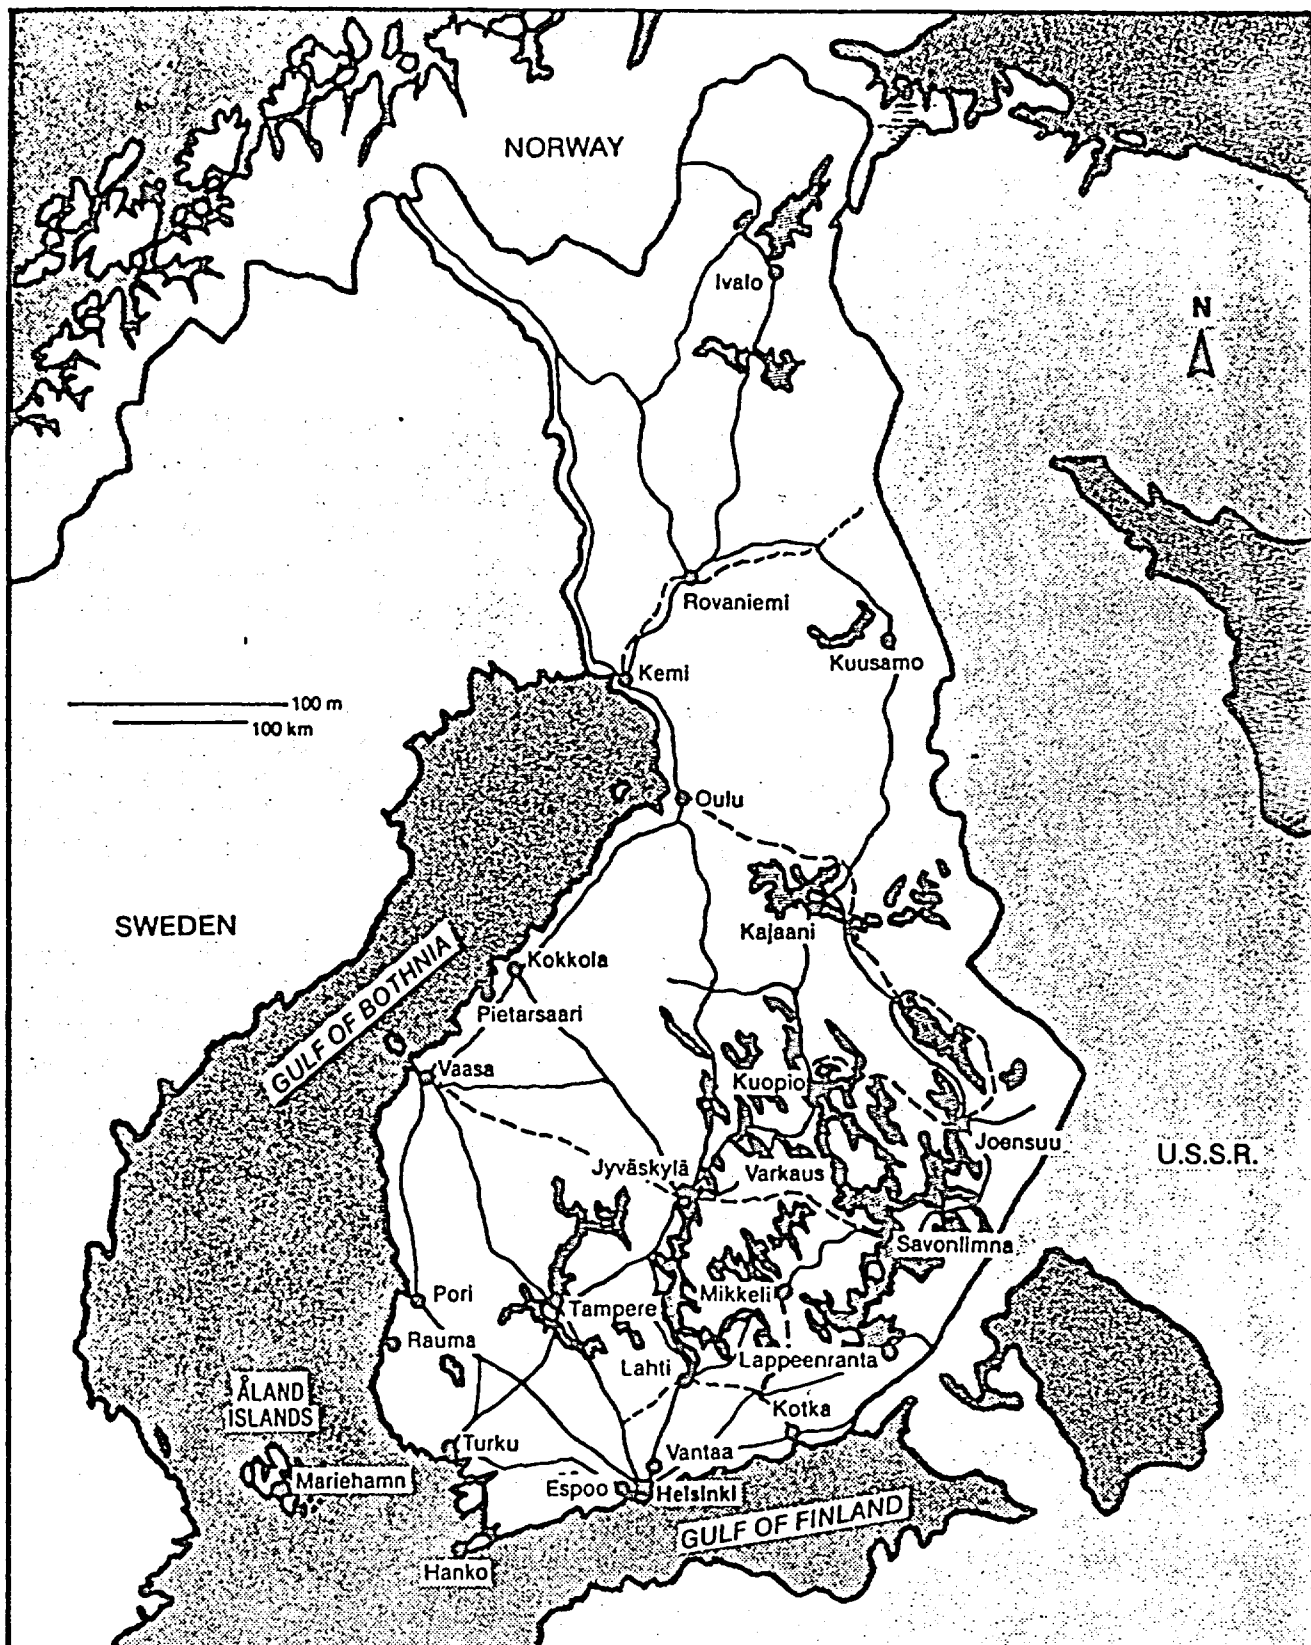 NORWAY
Ivalo
N
Rovaniemi
Kuusamo
Kemi
100 m
100 km
Oulu
SWEDEN
Kajaani
GULF OF BOTHNIA
Kokkola
Pietarsaari
Vaasa
Kuopio
Joensuu
U.S.S.R.
Jyväskylä
Varkaus
Savonlimna
Pori
Tampere
Mikkeli
Rauma
Lahti
Lappeenranta
ÅLAND
ISLANDS
Kotka
Turku
Vantaa
Mariehamn
Espoo
Helsinki
GULF OF FINLAND
Hanko